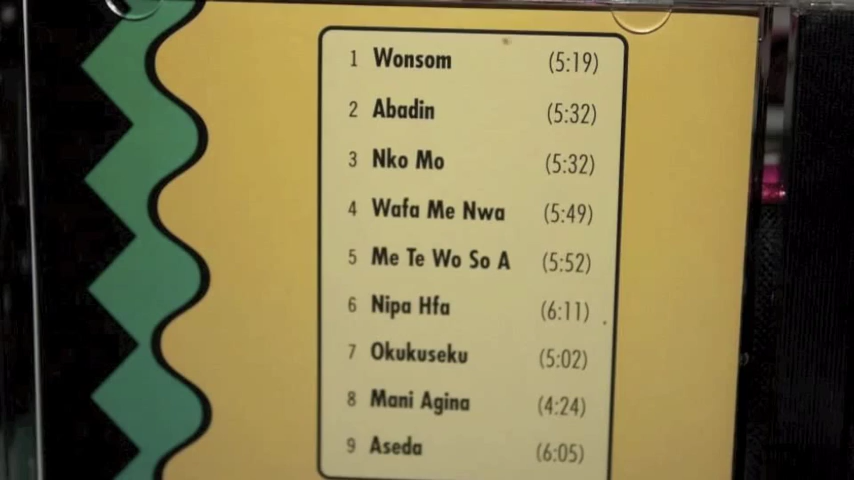 1 Wonsom (5:19)
2 Abadin (5:32)
3 Nko Mo (5:32)
4 Wafa Me Nwa (5:49)
5 Me Te Wo So A (5:52)
6 Nipa Hfa (6:11)
7 Okukuseku (5:02)
8 Mani Agina (4:24)
9 Aseda (6:05)